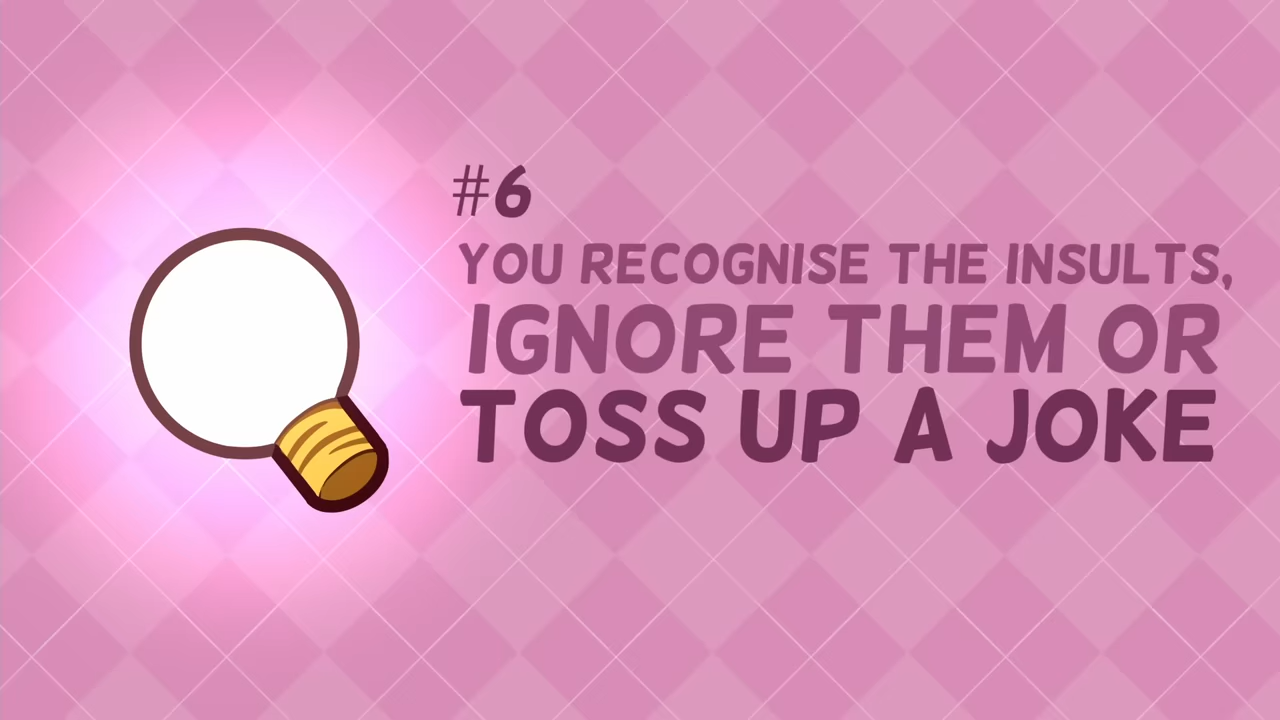 #6
YOU RECOGNISE THE INSULTS,
IGNORE THEM OR
TOSS UP A JOKE